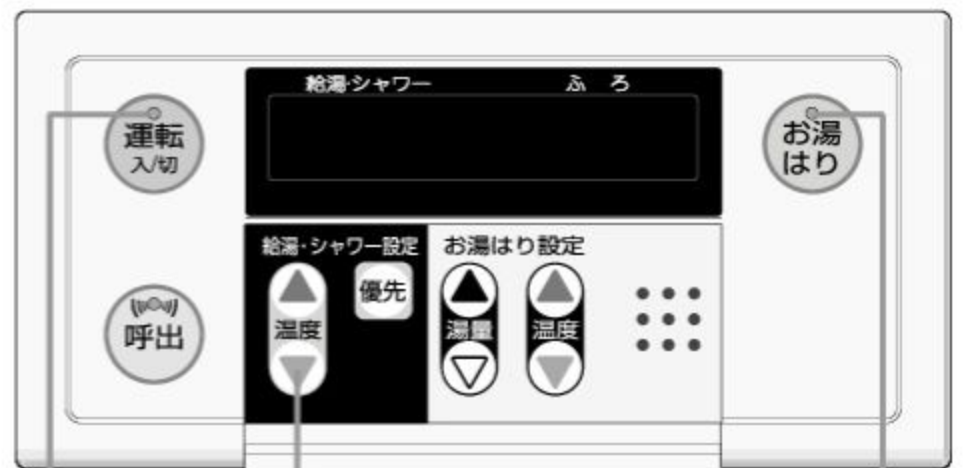 給湯・シャワー
ふろ
運転
入/切
お湯
はり
給湯・シャワー設定
お湯はり設定
優先
温度
湯量
温度
呼出